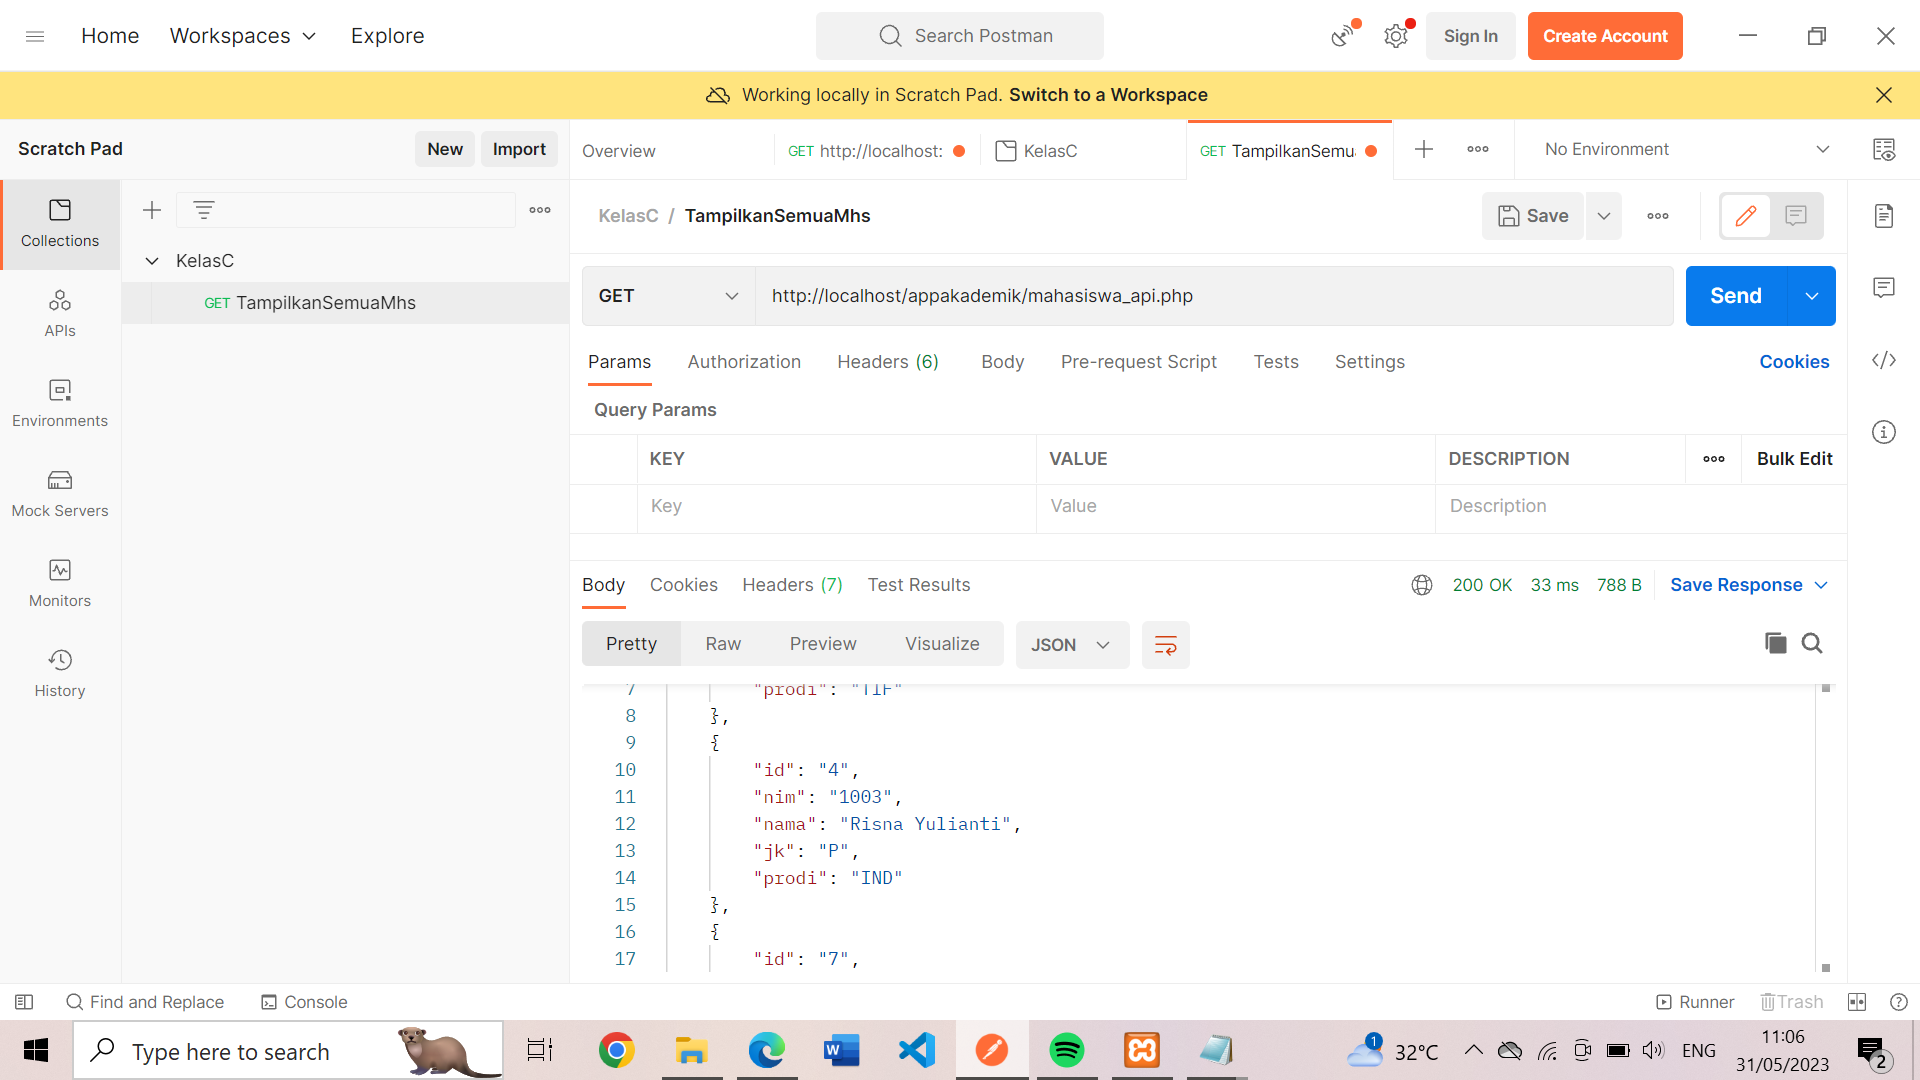 Home
Workspaces
Explore
Search Postman
Sign In
Create Account
Working locally in Scratch Pad. Switch to a Workspace
Scratch Pad
New
Import
Overview
GET http://localhost:
KelasC
GET TampilkanSemu
No Environment
Collections
APIs
Environments
Mock Servers
Monitors
History
KelasC
GET TampilkanSemuaMhs
KelasC / TampilkanSemuaMhs
Save
GET
http://localhost/appakademik/mahasiswa_api.php
Send
Params
Authorization
Headers (6)
Body
Pre-request Script
Tests
Settings
Cookies
Query Params
KEY
VALUE
DESCRIPTION
Bulk Edit
Key
Value
Description
Body
Cookies
Headers (7)
Test Results
200 OK
33 ms
788 B
Save Response
Pretty
Raw
Preview
Visualize
JSON
7 "prodi": "TIF"
8 },
9 {
10 "id": "4",
11 "nim": "1003",
12 "nama": "Risna Yulianti",
13 "jk": "P",
14 "prodi": "IND"
15 },
16 {
17 "id": "7",
Find and Replace
Console
Runner
Trash
Type here to search
1
32°C
ENG
11:06
31/05/2023
2